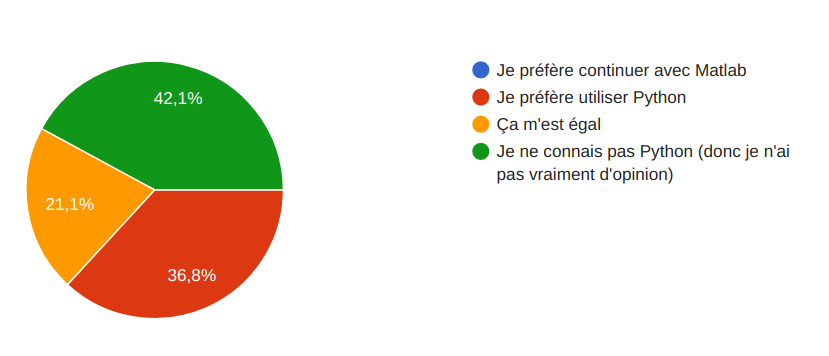 42,1%
21,1%
36,8%
Je préfère continuer avec Matlab
Je préfère utiliser Python
Ça m'est égal
Je ne connais pas Python (donc je n'ai
pas vraiment d'opinion)